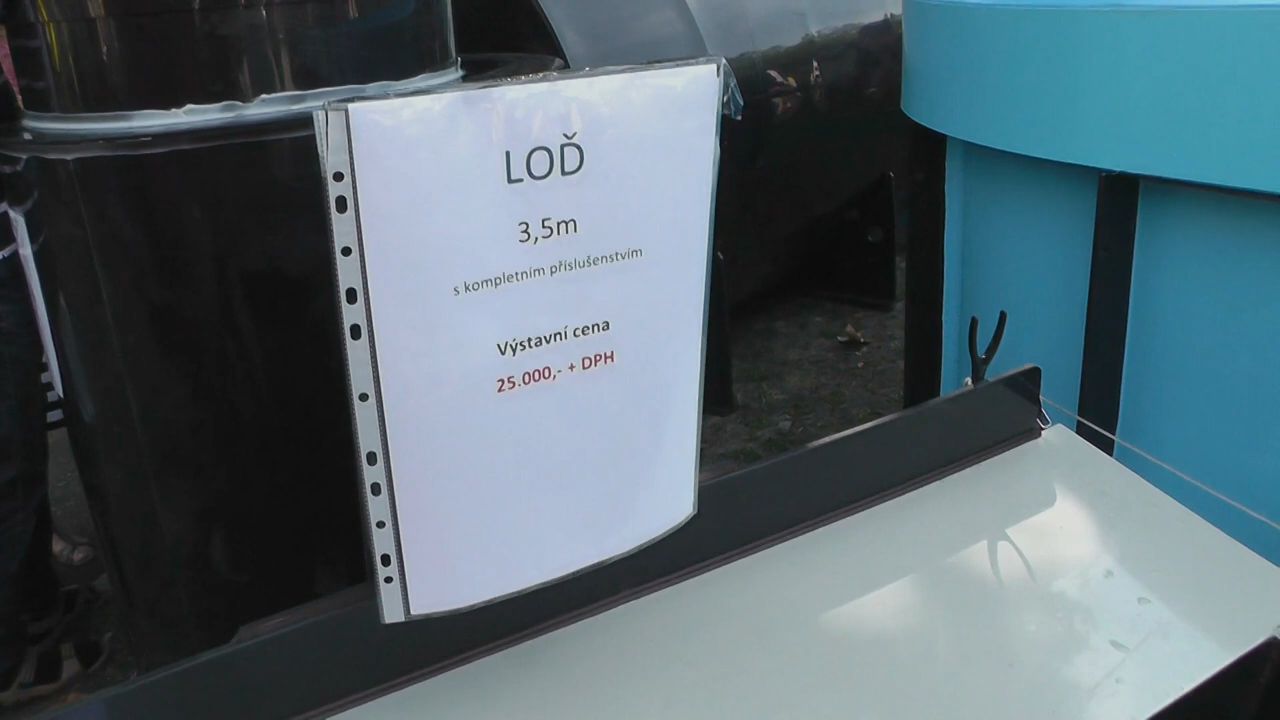 LOĎ
3,5m
s kompletním příslušenstvím
Výstavní cena
25.000,- + DPH